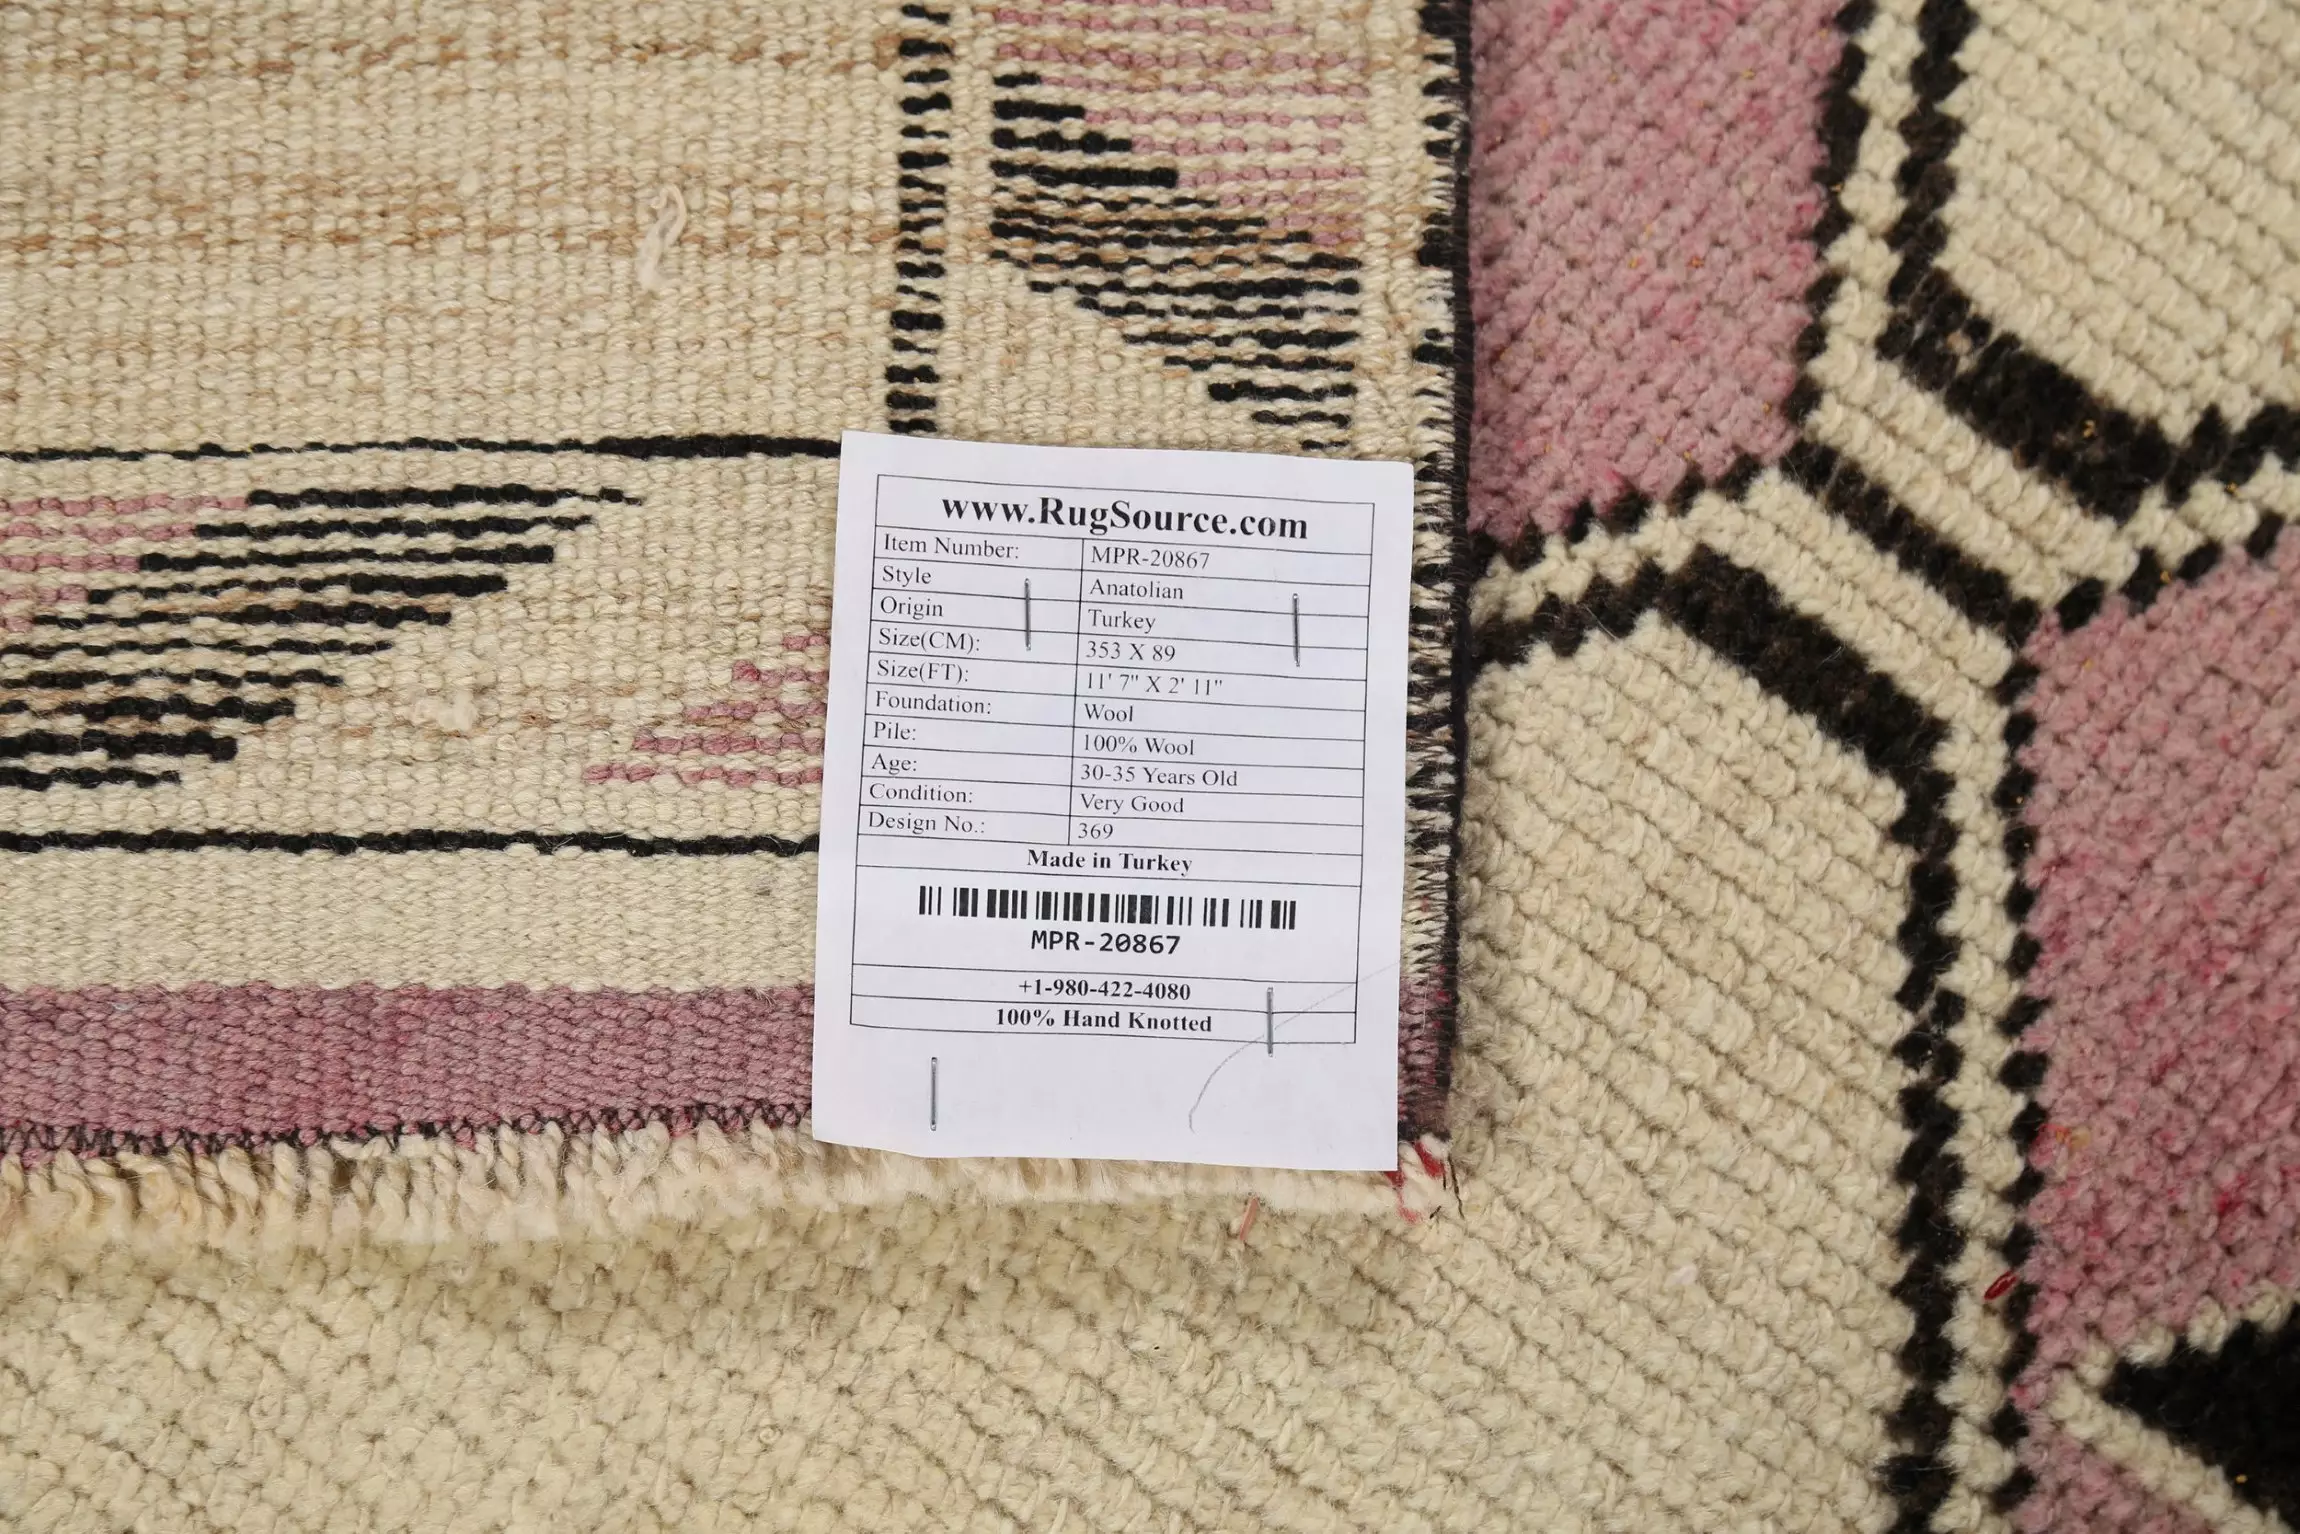 www.RugSource.com
Item Number: MPR-20867
Style Anatolian
Origin Turkey
Size(CM): 353 X 89
Size(FT): 11' 7" X 2' 11"
Foundation: Wool
Pile: 100% Wool
Age: 30-35 Years Old
Condition: Very Good
Design No.: 369
Made in Turkey
MPR-20867
+1-980-422-4080
100% Hand Knotted